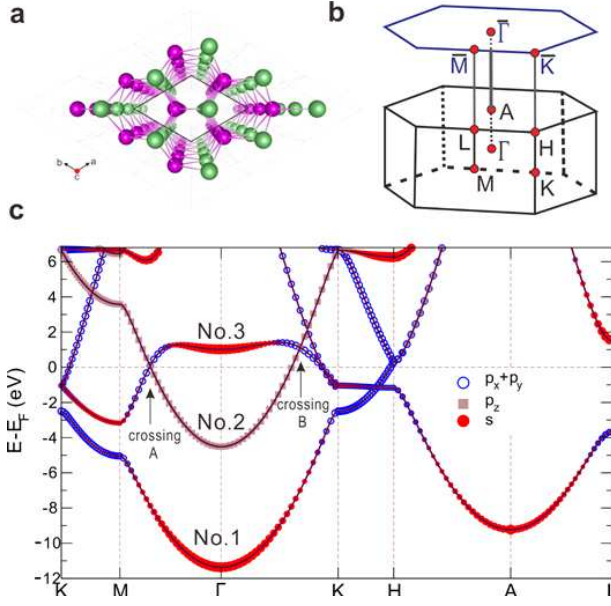 a
b
b a
c
Γ̅
M̅ K̅
A
L Γ H
M K
c
E-E_F (eV)
6
4
2
0
−2
−4
−6
−8
−10
−12
No.3
No.2
No.1
crossing
A
crossing
B
pₓ+p_y
p_z
s
K M Γ K H A L